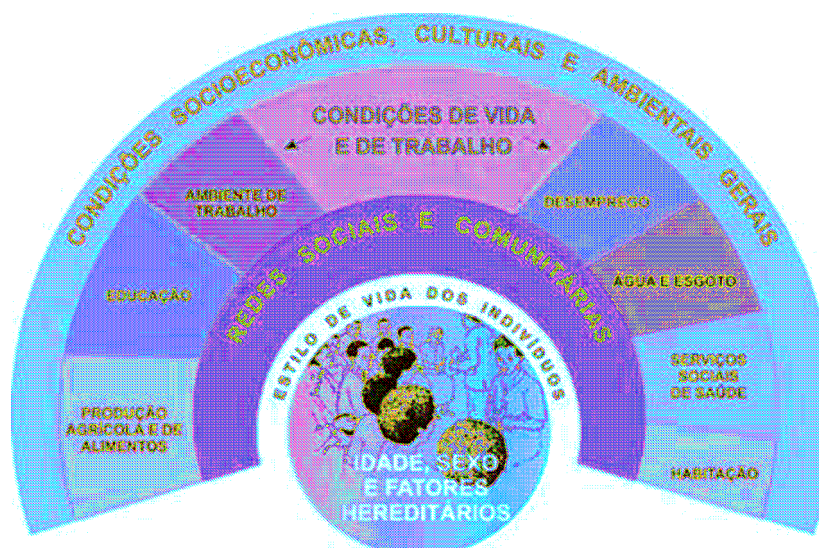 CONDIÇÕES SOCIOECONÔMICAS, CULTURAIS E AMBIENTAIS GERAIS
CONDIÇÕES DE VIDA
E DE TRABALHO
AMBIENTE DE
TRABALHO
DESEMPREGO
EDUCAÇÃO
ÁGUA E ESGOTO
PRODUÇÃO
AGRÍCOLA E DE
ALIMENTOS
SERVIÇOS
SOCIAIS
DE SAÚDE
HABITAÇÃO
REDES SOCIAIS E COMUNITÁRIAS
ESTILO DE VIDA DOS INDIVÍDUOS
IDADE, SEXO
E FATORES
HEREDITÁRIOS